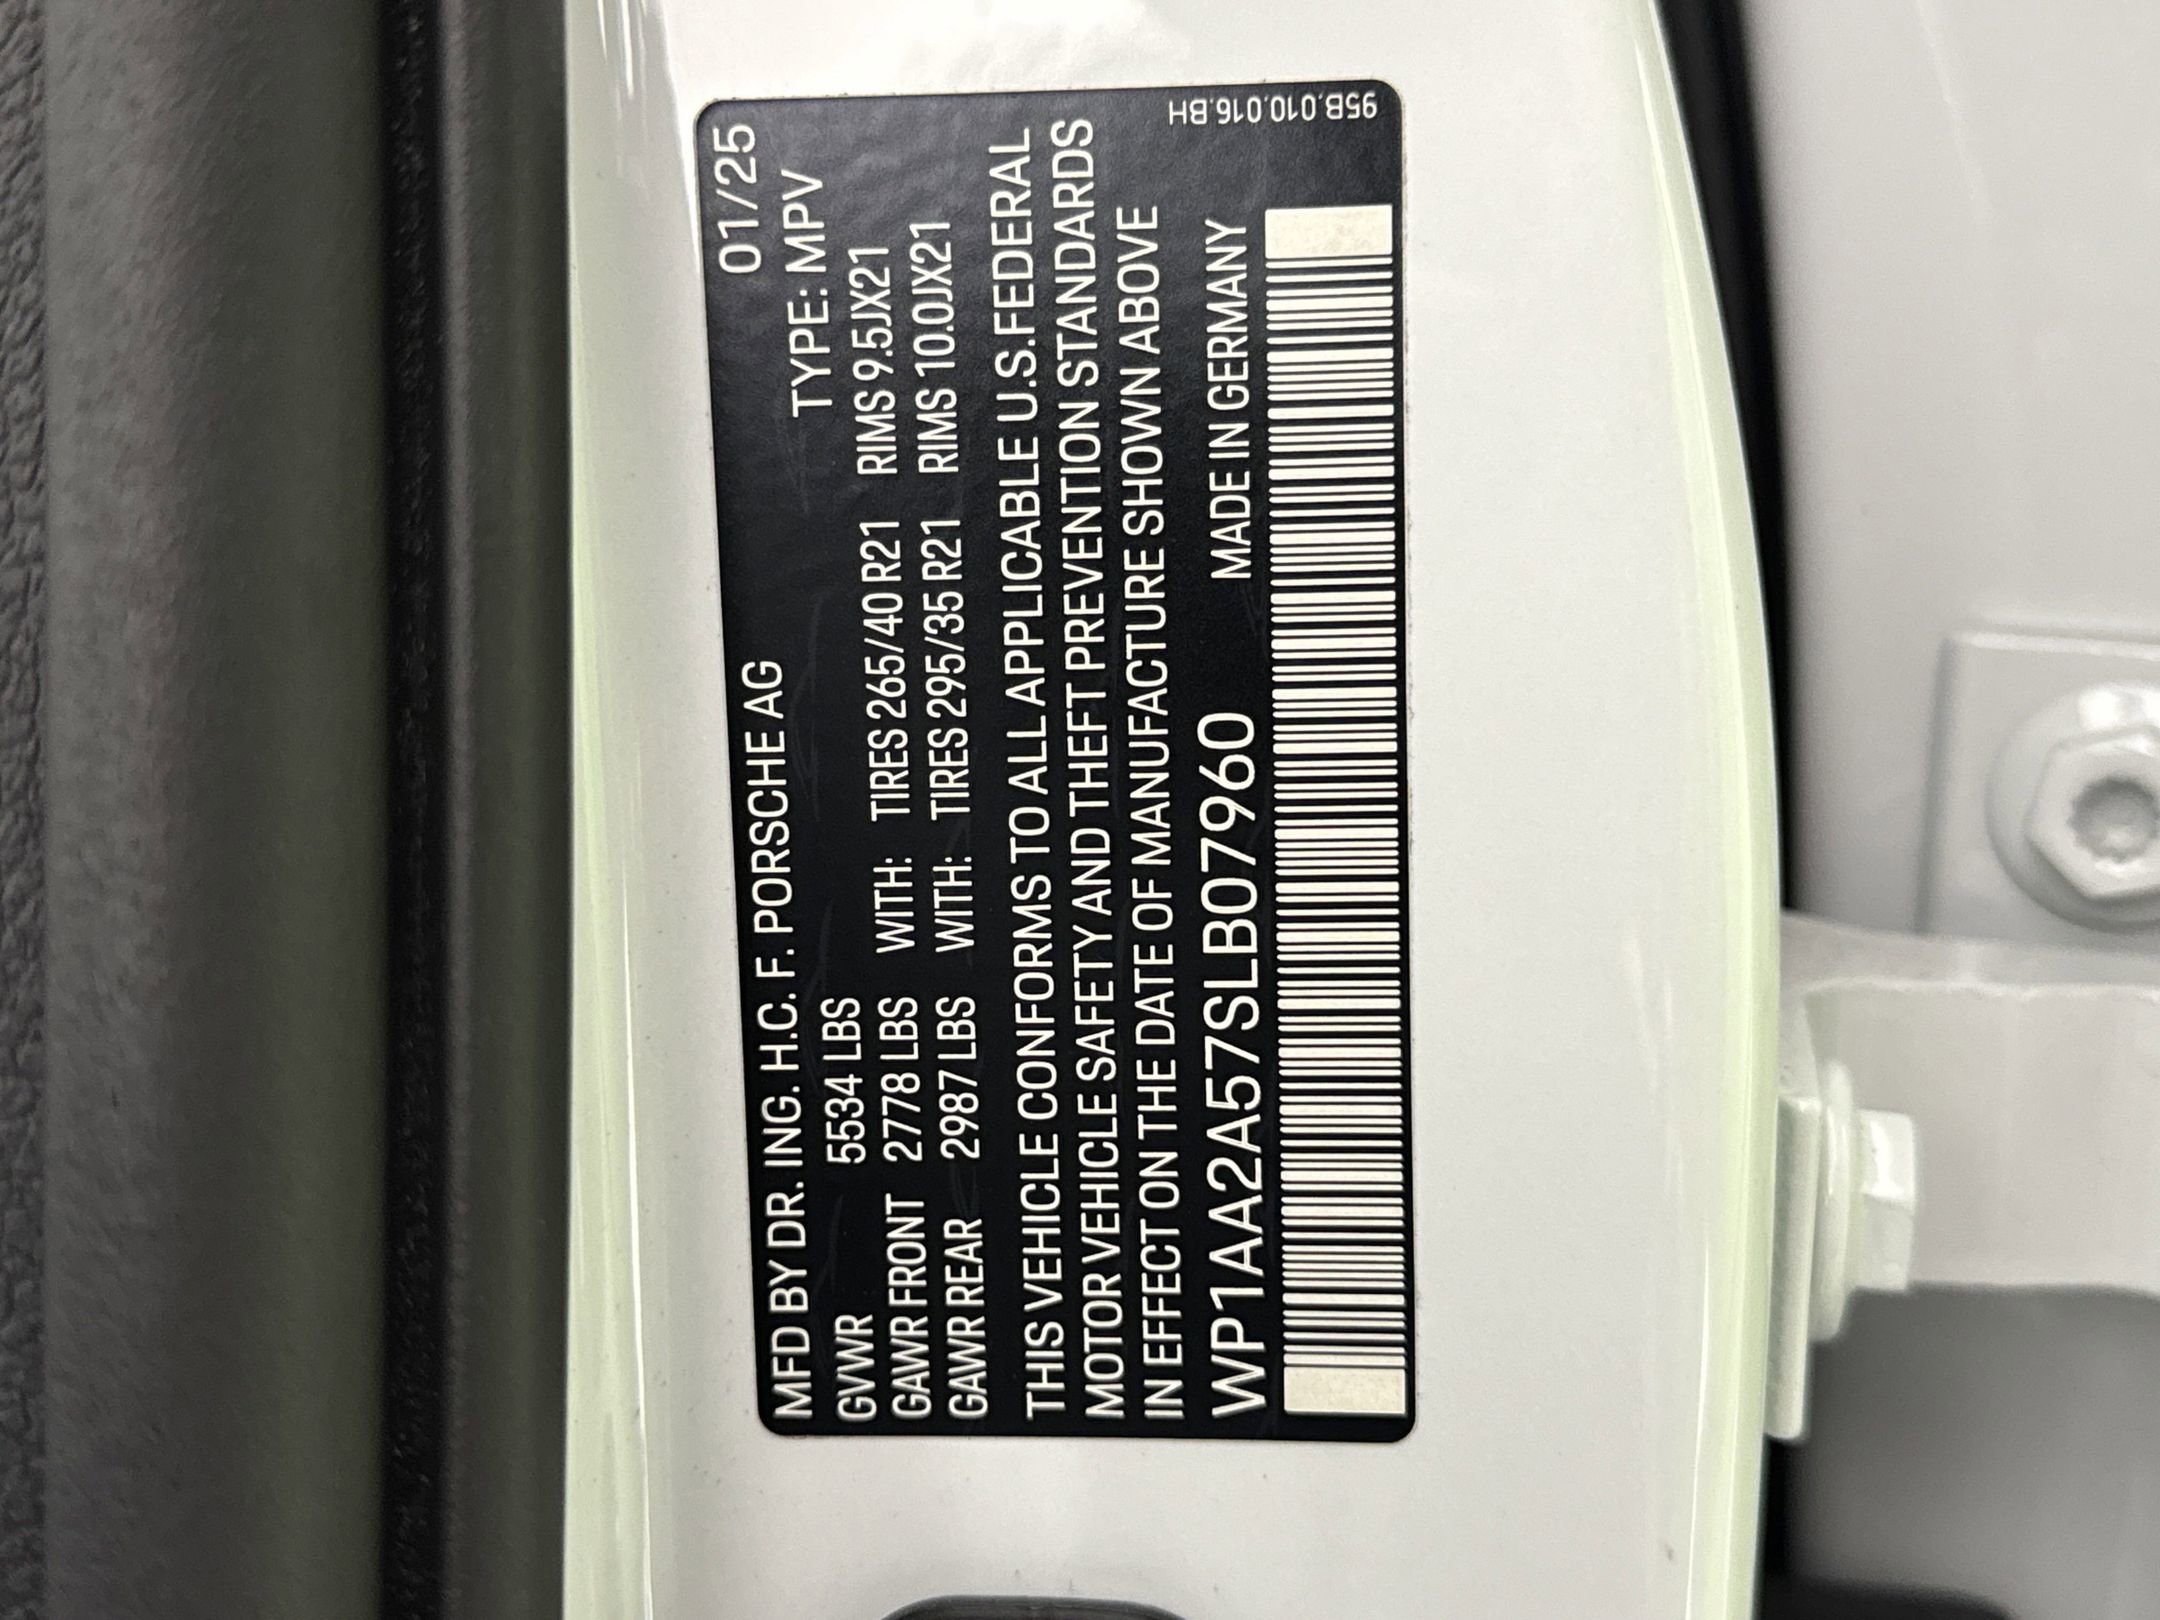 MFD BY DR. ING. H.C. F. PORSCHE AG 01/25
GVWR 5534 LBS TYPE: MPV
GAWR FRONT 2778 LBS WITH: TIRES 265/40 R21 RIMS 9.5JX21
GAWR REAR 2987 LBS WITH: TIRES 295/35 R21 RIMS 10.0JX21
THIS VEHICLE CONFORMS TO ALL APPLICABLE U.S.FEDERAL
MOTOR VEHICLE SAFETY AND THEFT PREVENTION STANDARDS
IN EFFECT ON THE DATE OF MANUFACTURE SHOWN ABOVE
WP1AA2A57SLB07960 MADE IN GERMANY
95B.010.016.BH